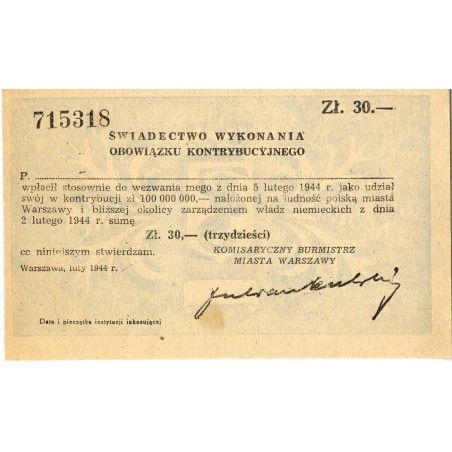 715318 Zł. 30.—
ŚWIADECTWO WYKONANIA
OBOWIĄZKU KONTRYBUCYJNEGO
P.
wpłacił stosownie do wezwania mego z dnia 5 lutego 1944 r. jako udział
swój w kontrybucji zł 100 000 000,— nałożonej na ludność polską miasta
Warszawy i bliższej okolicy zarządzeniem władz niemieckich z dnia
2 lutego 1944 r. sumę
Zł. 30,— (trzydzieści)
co niniejszym stwierdzam. KOMISARYCZNY BURMISTRZ
MIASTA WARSZAWY
Warszawa, luty 1944 r.
Data i pieczątka instytucji inkasującej